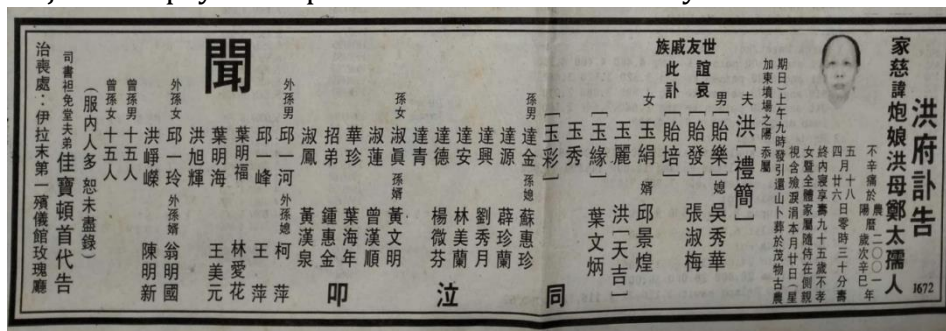 洪府訃告
1672
家慈諱炮娘洪母鄭太孺人
不辛痛於農陽曆二〇〇一年歲次辛巳
五月十八日零時三十分壽
四廿六
終內寢享壽九十五歲不孝
女暨全體家屬隨侍在側親
視含殮淚涓本月廿日(星
期日)上午九時發引還山卜葬於茂物古農
加東墳場之陽 忝屬
世友戚族
誼哀
此訃
夫 洪[禮簡]
男 [貽樂] 媳 吳秀華
[貽發] 張淑梅
[貽培]
女 玉絹 婿 邱景煌
玉麗 洪[天吉]
[玉緣] 葉文炳
玉秀
[玉彩]
孫男 達金 孫媳 蘇惠珍
達源 薜珍蘭
達興 劉秀月
達安 林美蘭
達德 楊微芬
達青
孫女 淑眞 孫婿 黃文明
淑蓮 曾漢順
華珍 葉海年
招弟 鍾惠金
淑鳳 黃漢泉
外孫男 邱一河 外孫媳 柯萍
邱一峰 王萍
葉明福 林愛花
葉明海 王美元
洪旭輝
外孫女 邱一玲 外孫婿 翁明國
洪崢嶸 陳明新
曾孫男 十五人
曾孫女 十五人
同泣叩
聞
(服內人多 恕未盡錄)
司書袒免堂夫弟 佳寶頓首代告
治喪處:伊拉末第一殯儀館玫瑰廳